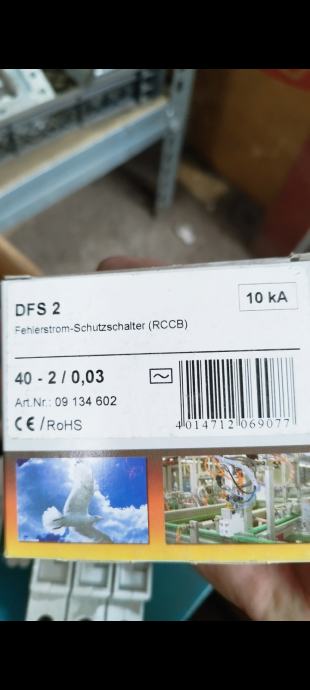 DFS 2
10 kA
Fehlerstrom-Schutzschalter (RCCB)
40 - 2 / 0,03
Art.Nr.: 09 134 602
CE / RoHS
4 014712 069077